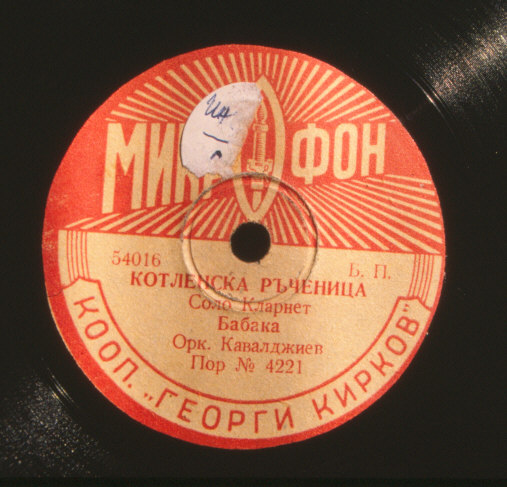 МИК ФОН
54016
Б. П.
КОТЛЕНСКА РЪЧЕНИЦА
Соло Кларнет
Бабака
Орк. Кавалджиев
Пор № 4221
КООП. „ГЕОРГИ КИРКОВ"